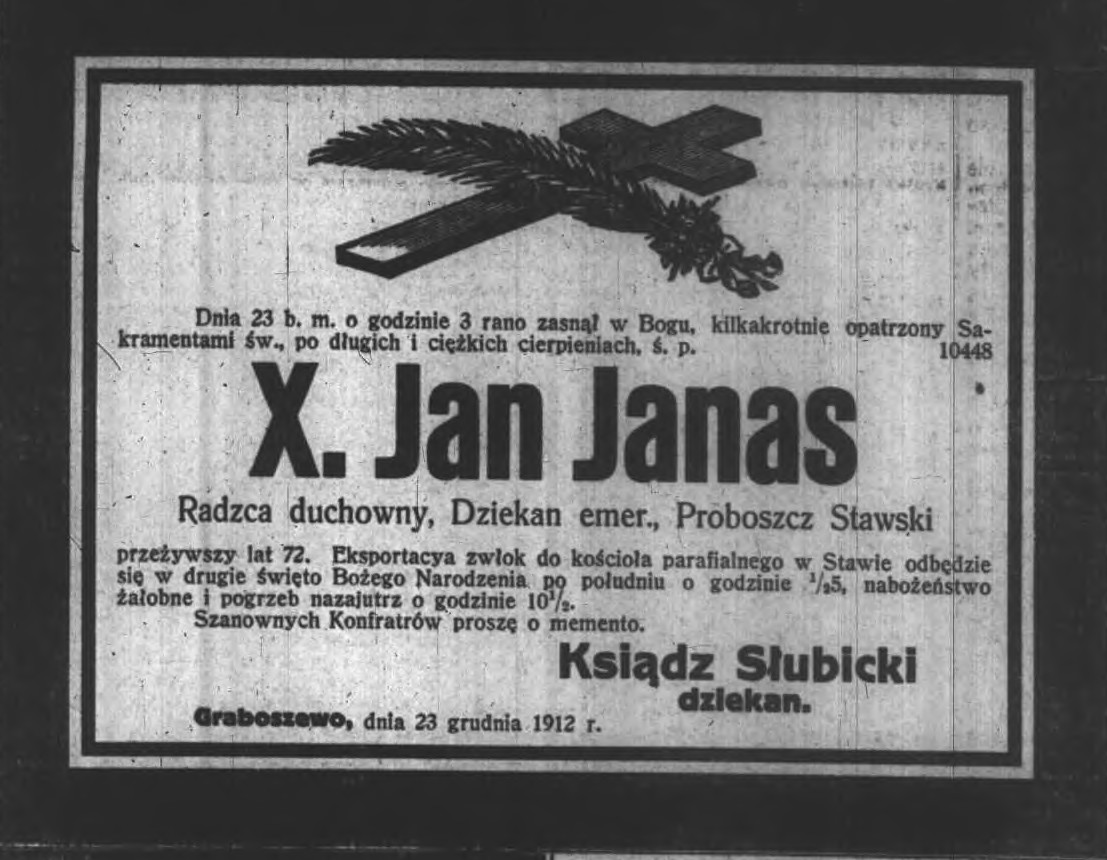 Dnia 23 b. m. o godzinie 3 rano zasnął w Bogu, kilkakrotnie opatrzony Sa-
kramentami św., po długich i ciężkich cierpieniach, ś. p. 10448
X. Jan Janas
Radzca duchowny, Dziekan emer., Proboszcz Stawski
przeżywszy lat 72. Eksportacya zwłok do kościoła parafialnego w Stawie odbędzie
się w drugie święto Bożego Narodzenia po południu o godzinie ½5, nabożeństwo
żałobne i pogrzeb nazajutrz o godzinie 10½.
Szanownych Konfratrów proszę o memento.
Ksiądz Słubicki
dziekan.
Graboszewo, dnia 23 grudnia 1912 r.